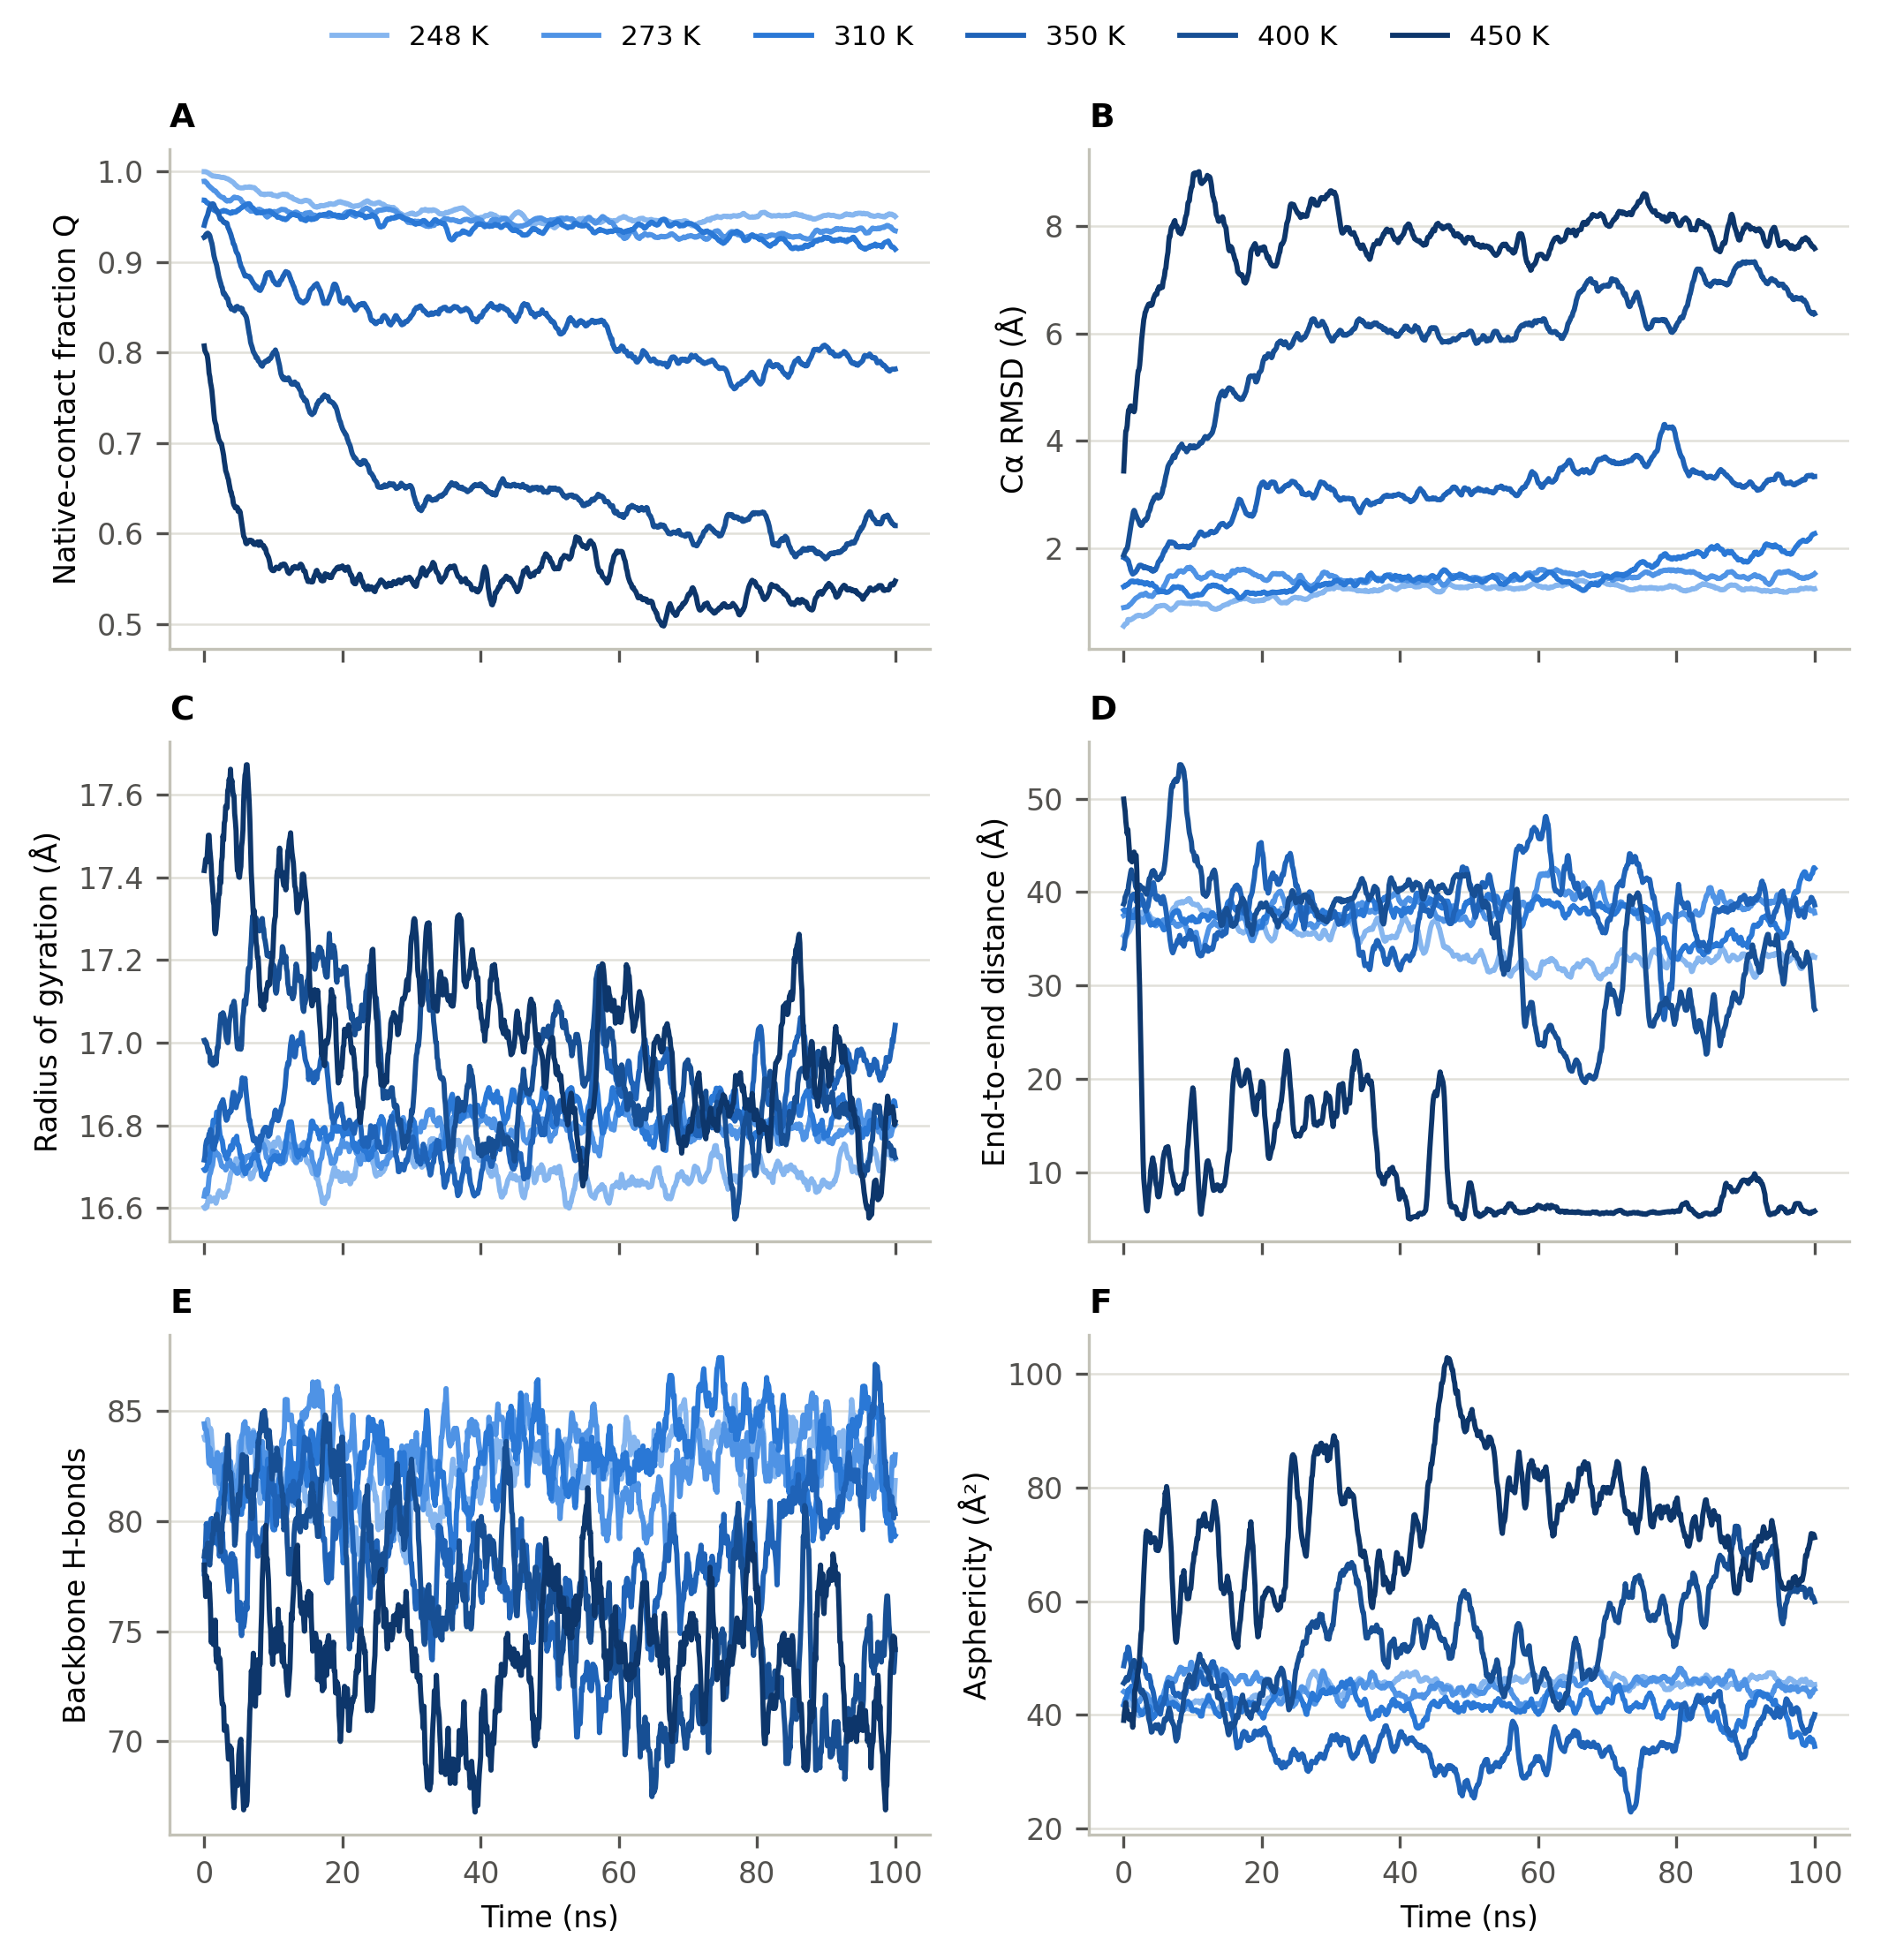 248 K 273 K 310 K 350 K 400 K 450 K
A
Native-contact fraction Q
1.0
0.9
0.8
0.7
0.6
0.5
B
Cα RMSD (Å)
8
6
4
2
C
Radius of gyration (Å)
17.6
17.4
17.2
17.0
16.8
16.6
D
End-to-end distance (Å)
50
40
30
20
10
E
Backbone H-bonds
85
80
75
70
0 20 40 60 80 100
Time (ns)
F
Asphericity (Å²)
100
80
60
40
20
0 20 40 60 80 100
Time (ns)